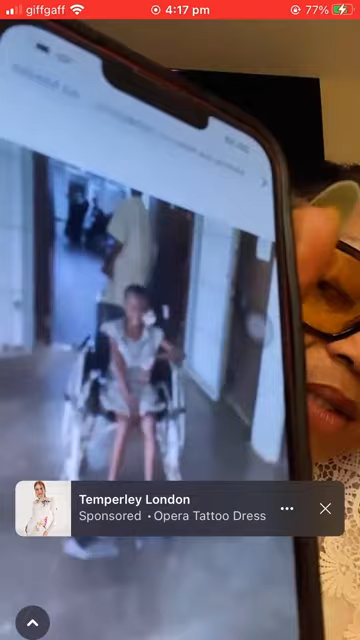 giffgaff
4:17 pm
77%
Temperley London
Sponsored • Opera Tattoo Dress